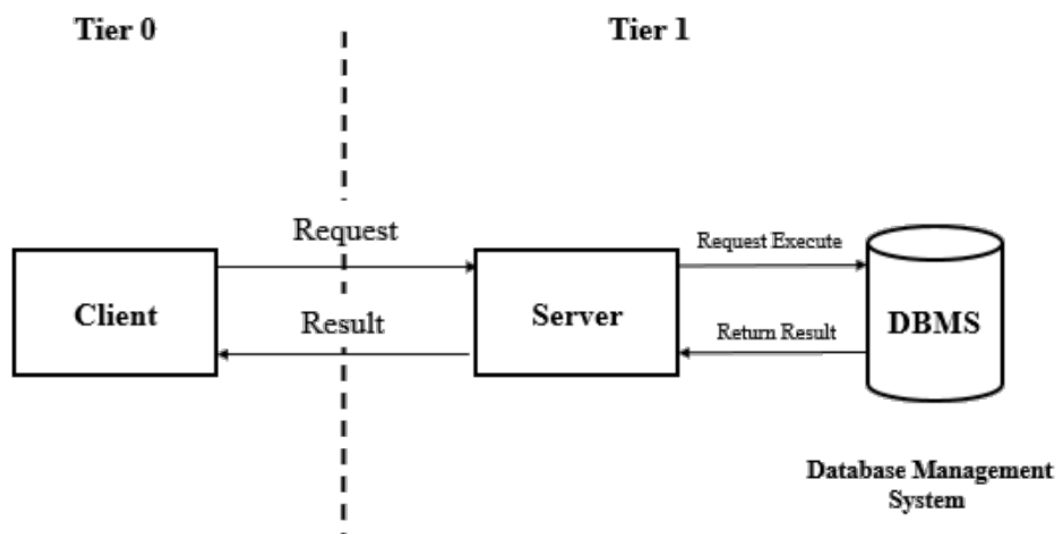 Tier 0
Tier 1
Request
Request Execute
Client
Server
DBMS
Result
Return Result
Database Management
System